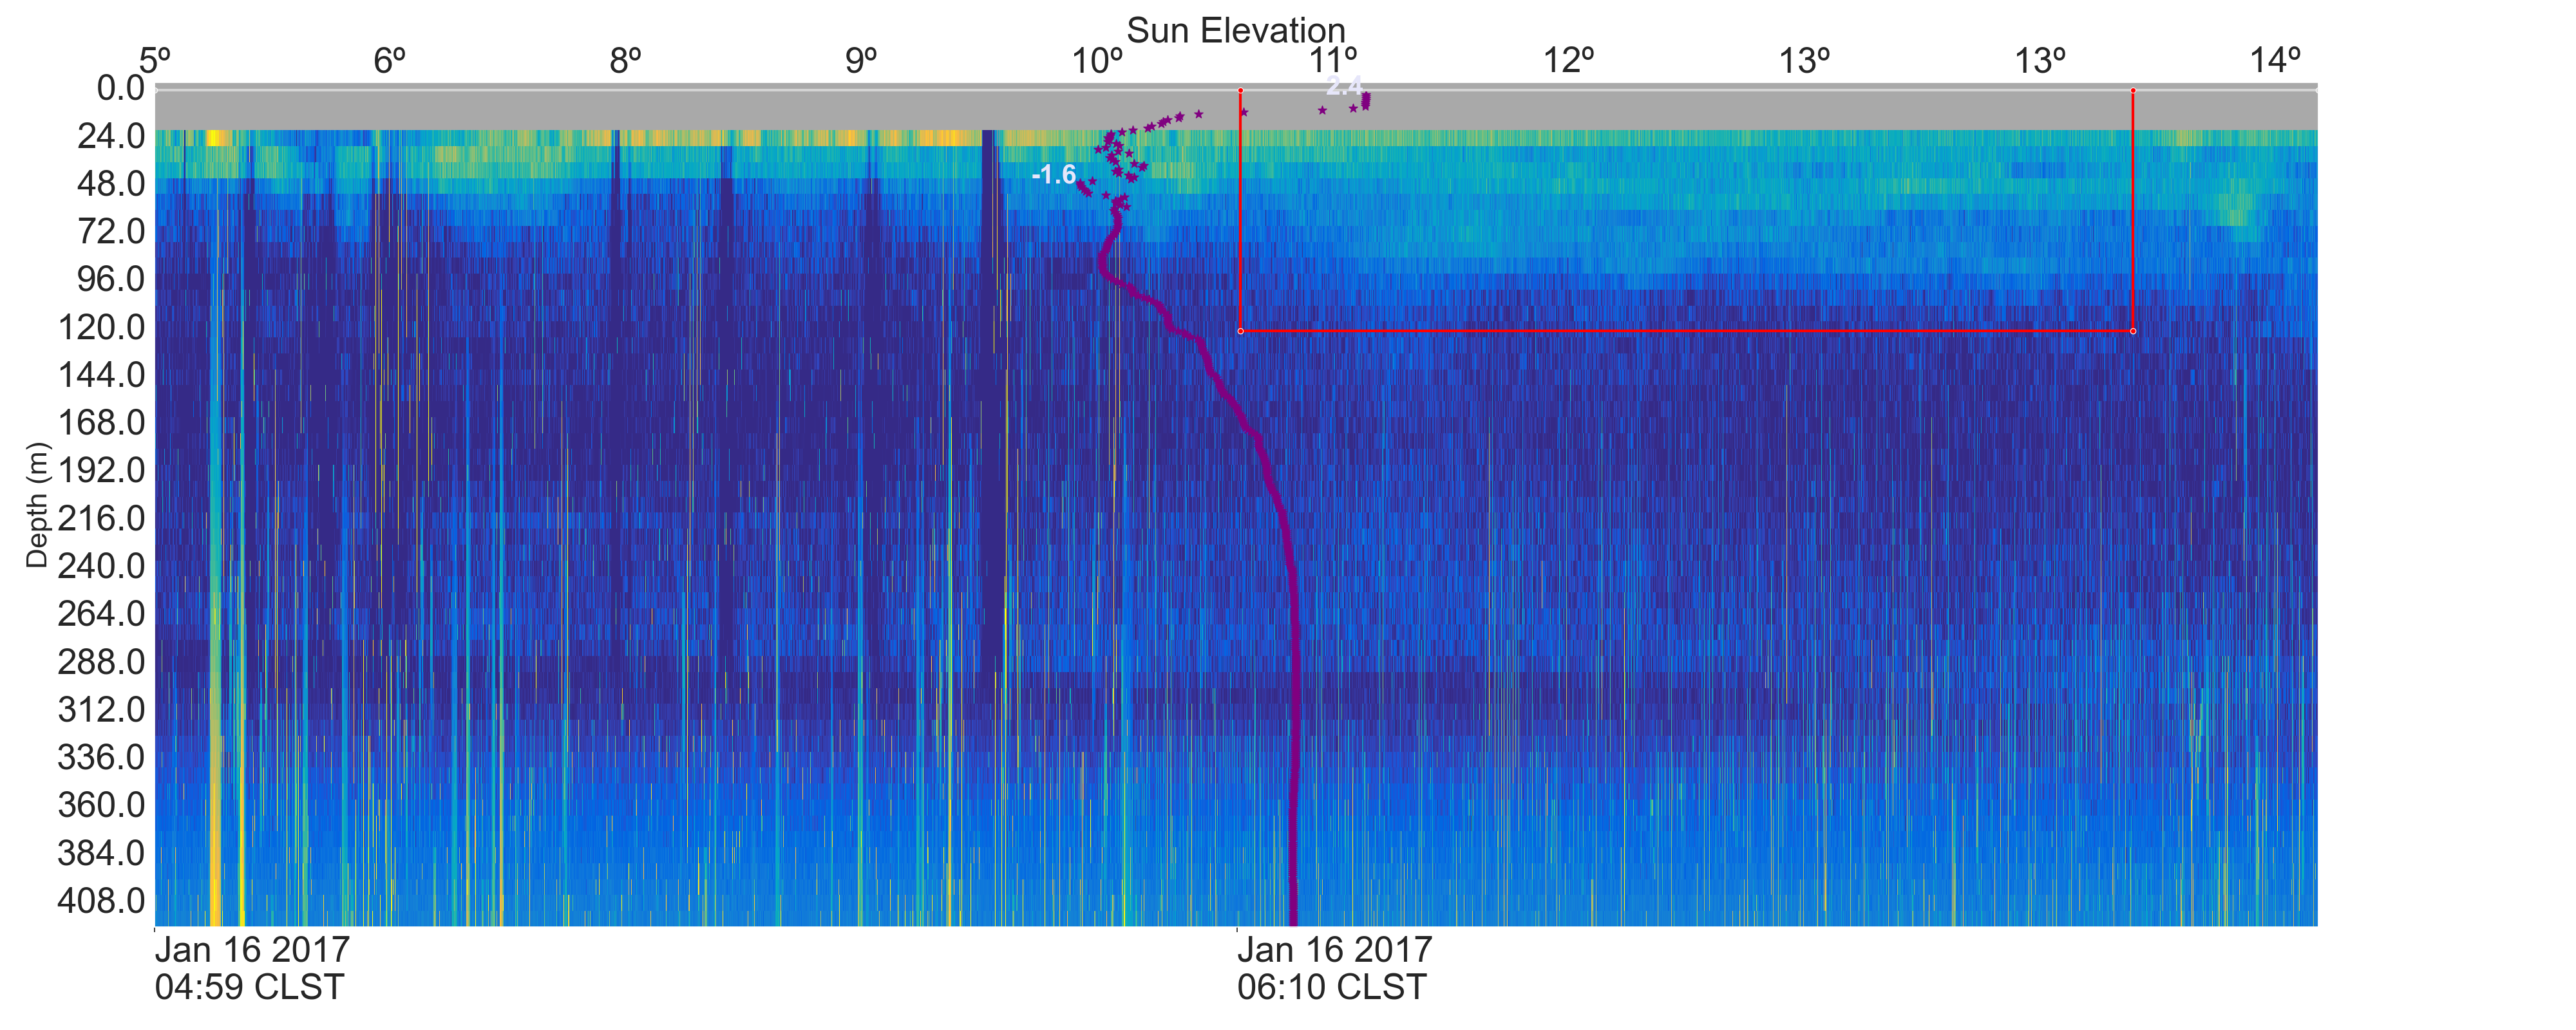 Sun Elevation
5º 6º 8º 9º 10º 11º 12º 13º 13º 14º
0.0
2.4
24.0
-1.6
48.0
72.0
96.0
120.0
144.0
168.0
192.0
216.0
240.0
264.0
288.0
312.0
336.0
360.0
384.0
408.0
Depth (m)
Jan 16 2017
04:59 CLST
Jan 16 2017
06:10 CLST